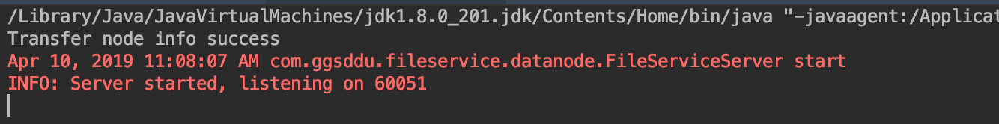 /Library/Java/JavaVirtualMachines/jdk1.8.0_201.jdk/Contents/Home/bin/java "-javaagent:/Applicat
Transfer node info success
Apr 10, 2019 11:08:07 AM com.ggsddu.fileservice.datanode.FileServiceServer start
INFO: Server started, listening on 60051